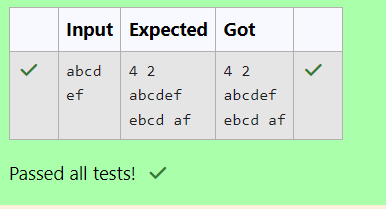 Input Expected Got
abcd 4 2 4 2
ef abcdef abcdef
ebcd af ebcd af
Passed all tests!